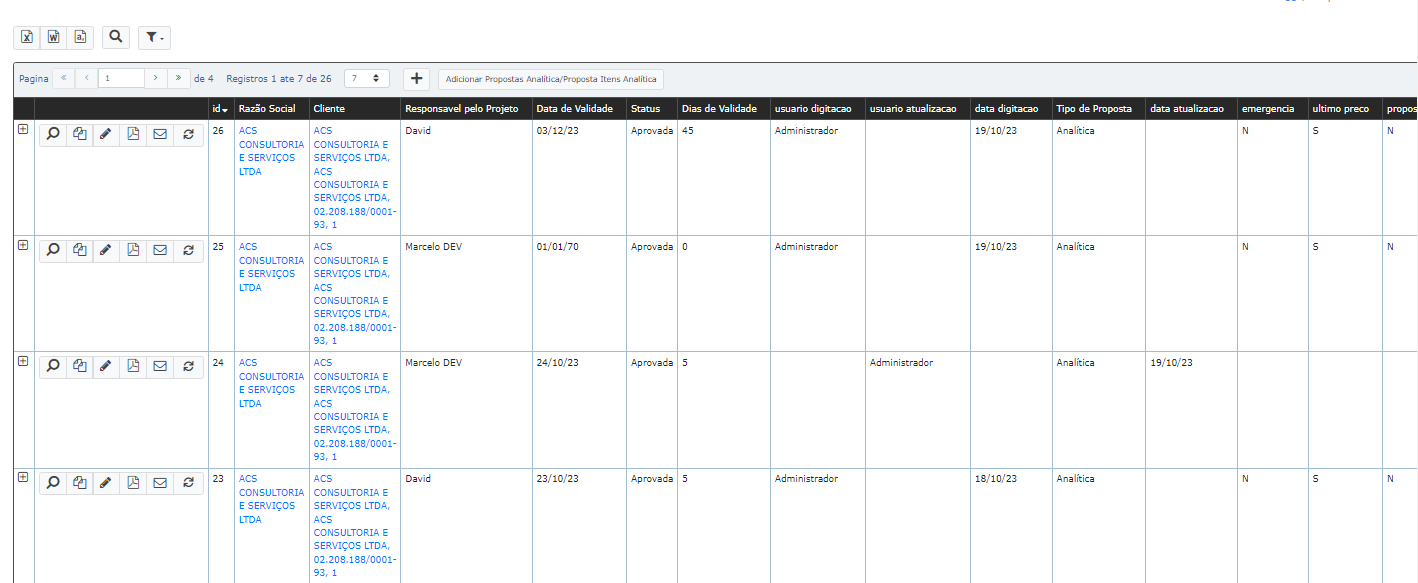 Pagina « ‹ 1 › » de 4 Registros 1 ate 7 de 26 7 Adicionar Propostas Analítica/Proposta Itens Analítica
id Razão Social Cliente Responsavel pelo Projeto Data de Validade Status Dias de Validade usuario digitacao usuario atualizacao data digitacao Tipo de Proposta data atualizacao emergencia ultimo preco propos
26 ACS ACS David 03/12/23 Aprovada 45 Administrador 19/10/23 Analítica N S N
CONSULTORIA CONSULTORIA E
E SERVIÇOS SERVIÇOS LTDA,
LTDA ACS
CONSULTORIA E
SERVIÇOS LTDA,
02.208.188/0001-
93, 1
25 ACS ACS Marcelo DEV 01/01/70 Aprovada 0 Administrador 19/10/23 Analítica N S N
CONSULTORIA CONSULTORIA E
E SERVIÇOS SERVIÇOS LTDA,
LTDA ACS
CONSULTORIA E
SERVIÇOS LTDA,
02.208.188/0001-
93, 1
24 ACS ACS Marcelo DEV 24/10/23 Aprovada 5 Administrador Analítica 19/10/23
CONSULTORIA CONSULTORIA E
E SERVIÇOS SERVIÇOS LTDA,
LTDA ACS
CONSULTORIA E
SERVIÇOS LTDA,
02.208.188/0001-
93, 1
23 ACS ACS David 23/10/23 Aprovada 5 Administrador 18/10/23 Analítica N S N
CONSULTORIA CONSULTORIA E
E SERVIÇOS SERVIÇOS LTDA,
LTDA ACS
CONSULTORIA E
SERVIÇOS LTDA,
02.208.188/0001-
93, 1